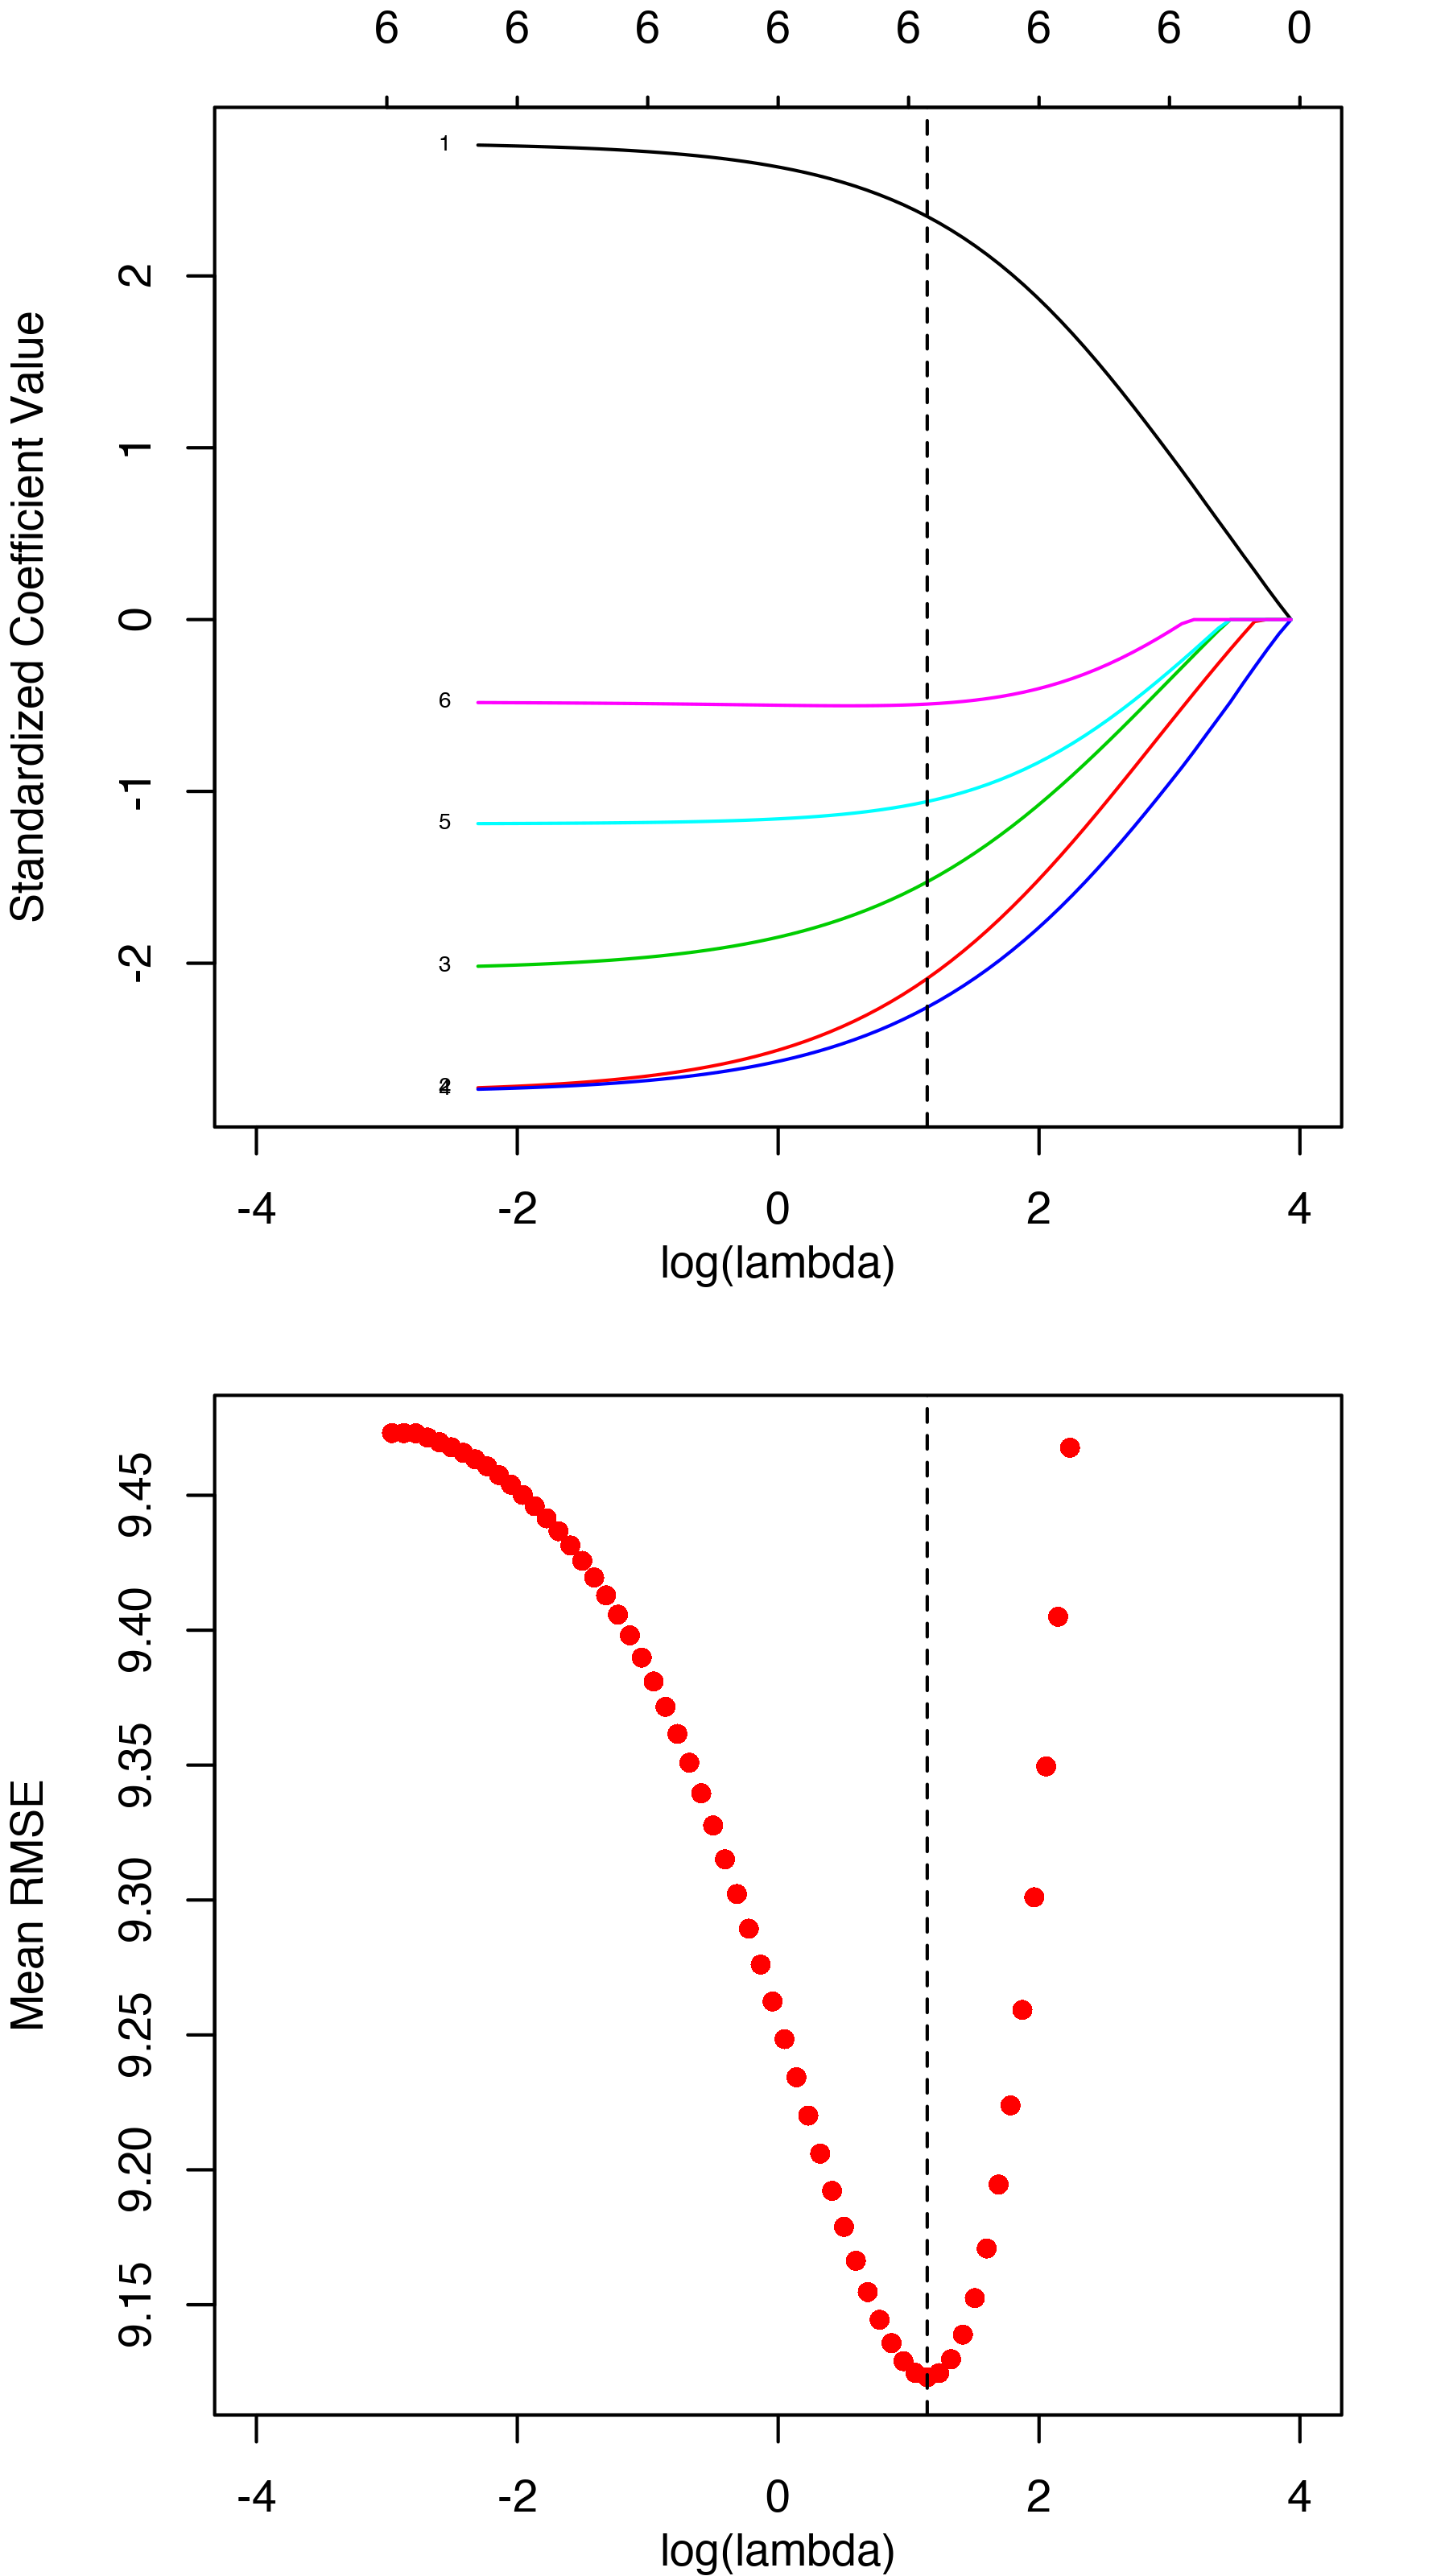 6 6 6 6 6 6 6 0
Standardized Coefficient Value
2
1
0
-1
-2
1
6
5
3
2
4
-4 -2 0 2 4
log(lambda)
Mean RMSE
9.45
9.40
9.35
9.30
9.25
9.20
9.15
-4 -2 0 2 4
log(lambda)